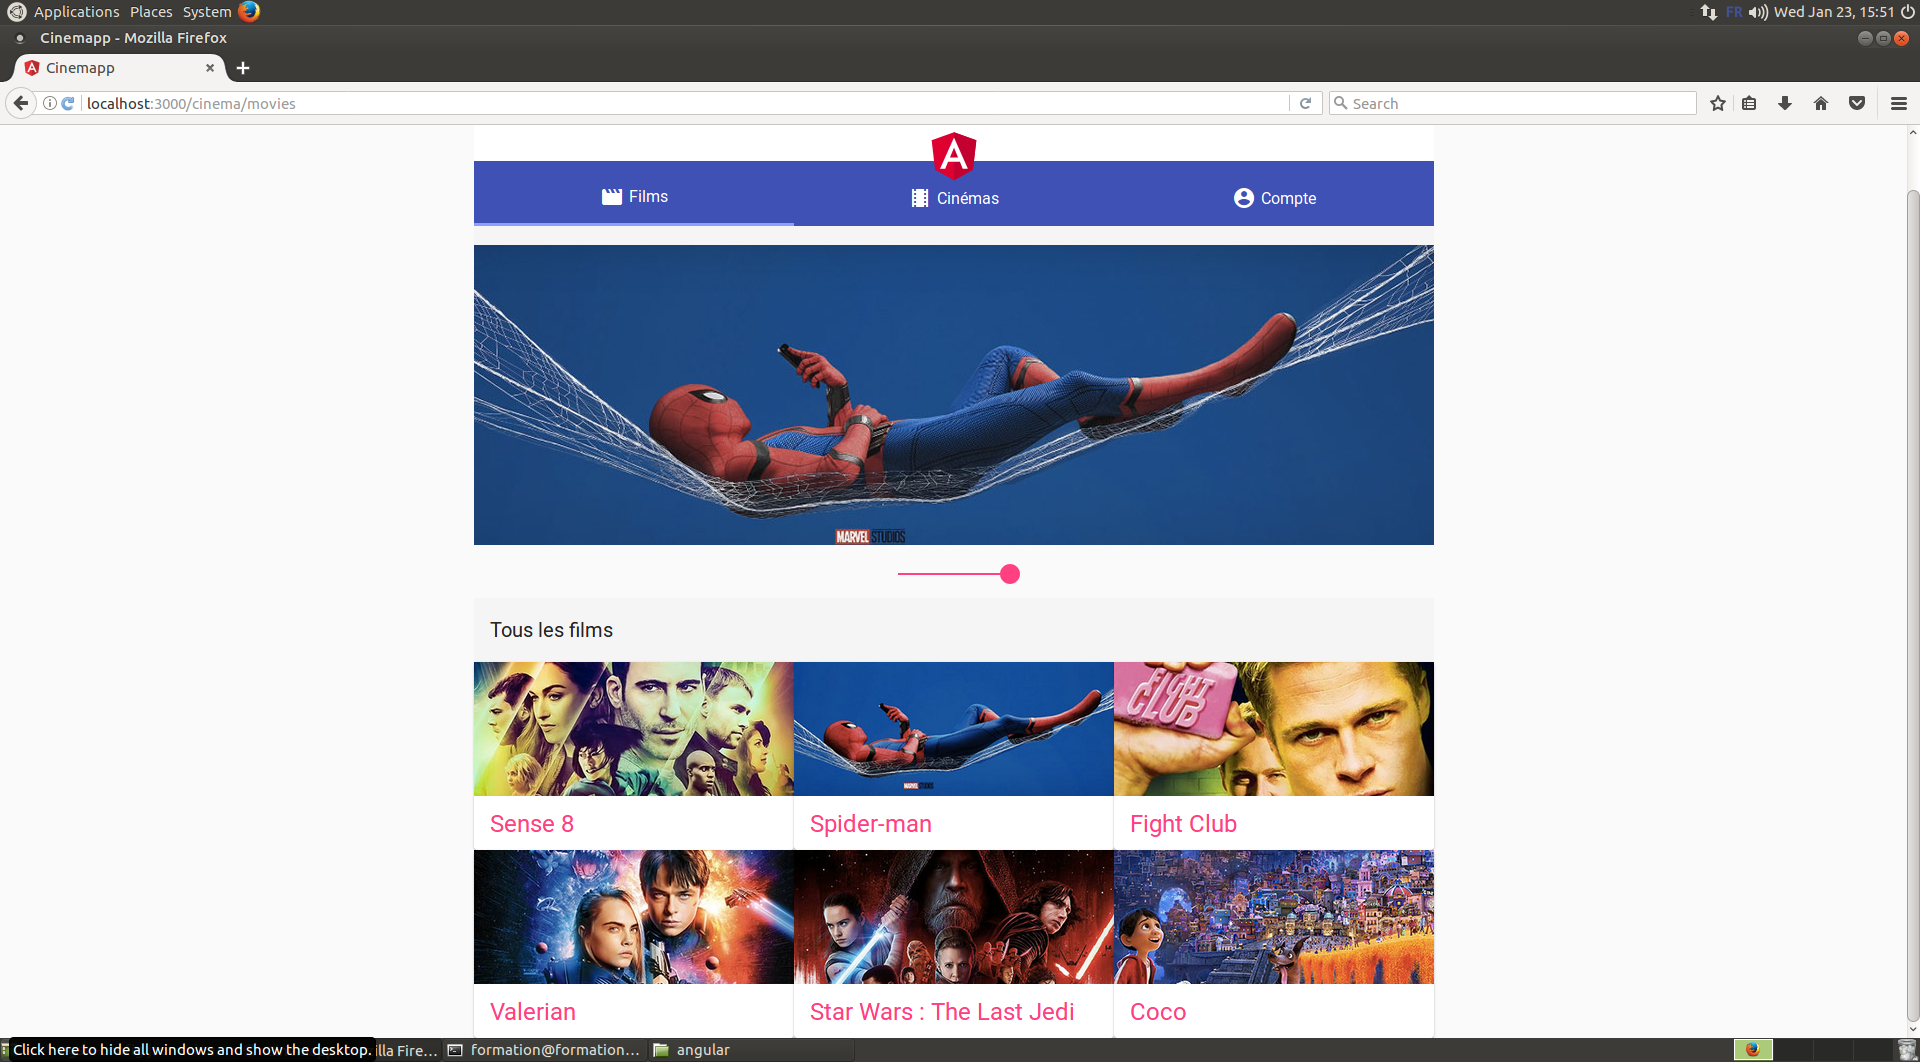 Applications Places System
FR Wed Jan 23, 15:51
Cinemapp - Mozilla Firefox
Cinemapp
localhost:3000/cinema/movies
Search
A
Films
Cinémas
Compte
MARVEL STUDIOS
Tous les films
FIGHT CLUB
Sense 8
Spider-man
Fight Club
Valerian
Star Wars : The Last Jedi
Coco
Click here to hide all windows and show the desktop.
illa Fire...
formation@formation...
angular